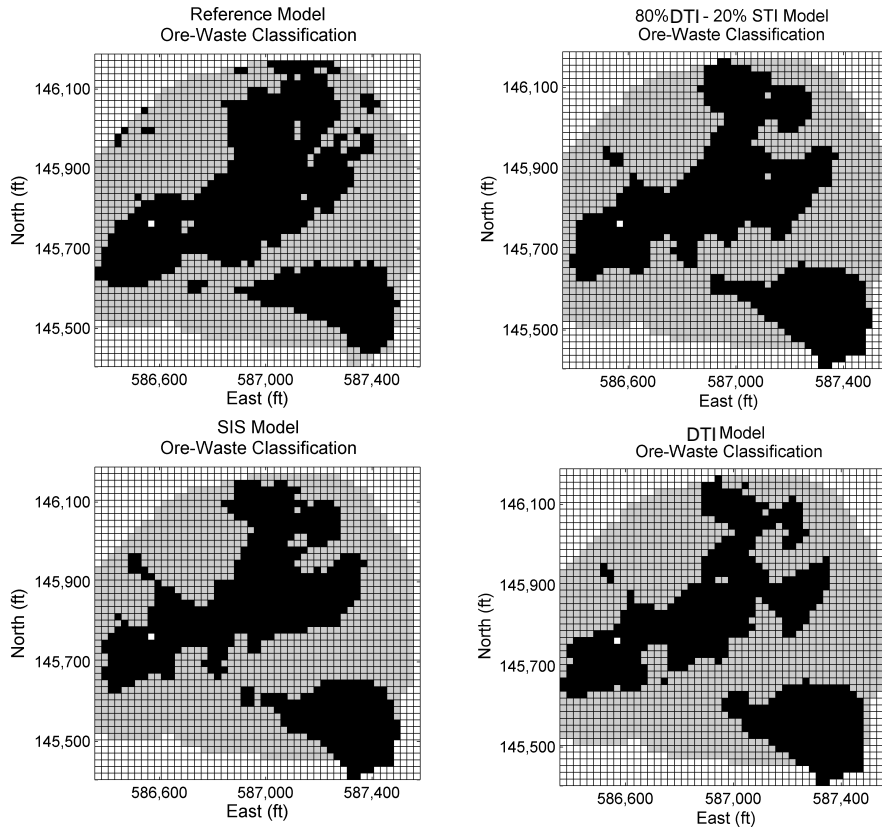 Reference Model
Ore-Waste Classification
North (ft)
146,100
145,900
145,700
145,500
586,600 587,000 587,400
East (ft)
80%DTI - 20% STI Model
Ore-Waste Classification
North (ft)
146,100
145,900
145,700
145,500
586,600 587,000 587,400
East (ft)
SIS Model
Ore-Waste Classification
North (ft)
146,100
145,900
145,700
145,500
586,600 587,000 587,400
East (ft)
DTI Model
Ore-Waste Classification
North (ft)
146,100
145,900
145,700
145,500
586,600 587,000 587,400
East (ft)